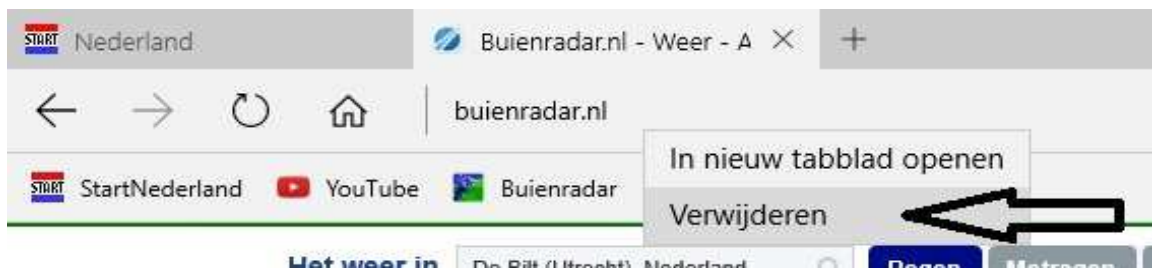 START Nederland Buienradar.nl - Weer - A
buienradar.nl
In nieuw tabblad openen
START StartNederland YouTube Buienradar
Verwijderen
Het weer in De Bilt (Utrecht), Nederland Regen Motregen